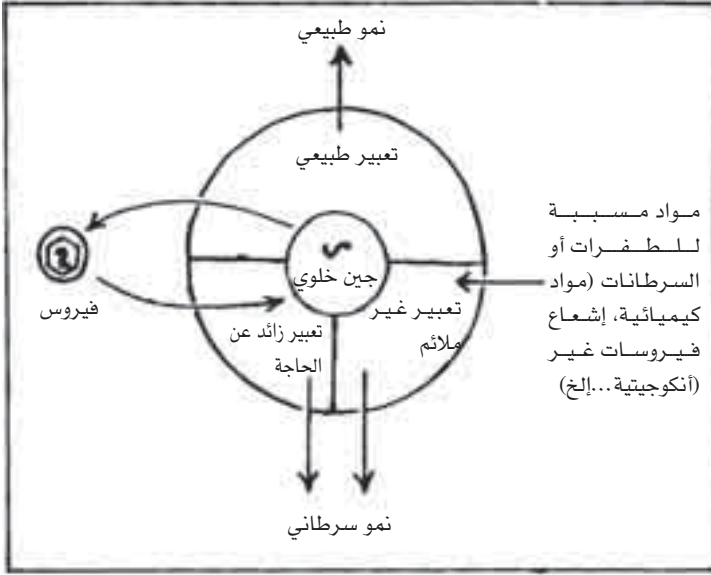 نمو طبيعي
تعبير طبيعي
جين خلوي
فيروس
تعبير غير
ملائم
تعبير زائد عن
الحاجة
نمو سرطاني
مواد مسببة
للطفرات أو
السرطانات (مواد
كيميائية، إشعاع
فيروسات غير
(أنكوجيتية...إلخ)